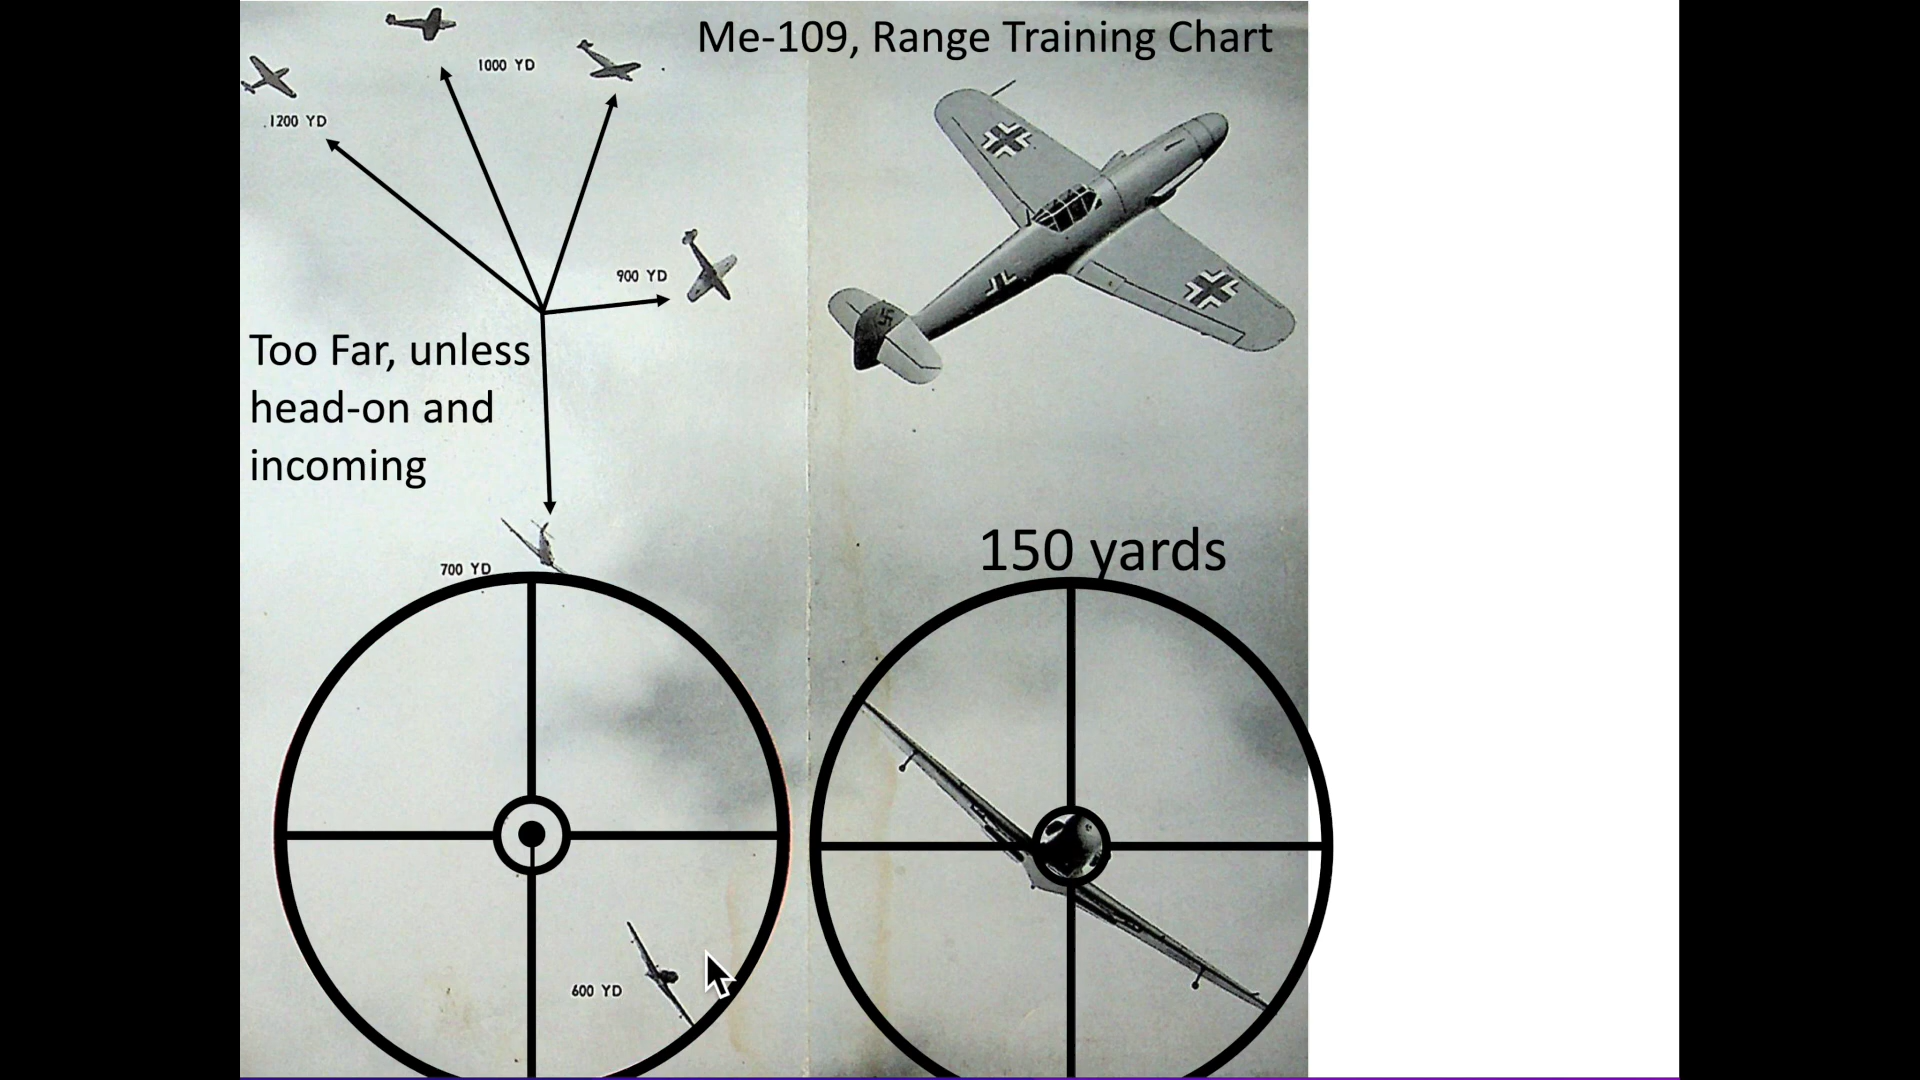 Me-109, Range Training Chart
1000 YD
1200 YD
900 YD
Too Far, unless
head-on and
incoming
700 YD
150 yards
600 YD